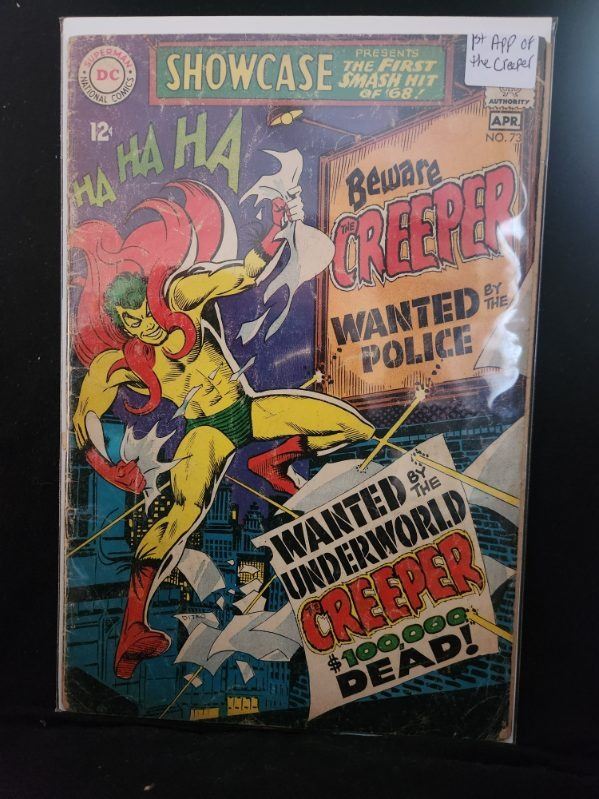 1st App of
the Creeper
SUPERMAN
DC
NATIONAL COMICS
SHOWCASE
PRESENTS
THE FIRST
SMASH HIT
OF '68!
AUTHORITY
APR.
NO. 73
12¢
HA HA HA
Beware
THE
CREEPER
WANTED BY THE
POLICE
WANTED BY THE
UNDERWORLD
CREEPER
$100,000
DEAD!